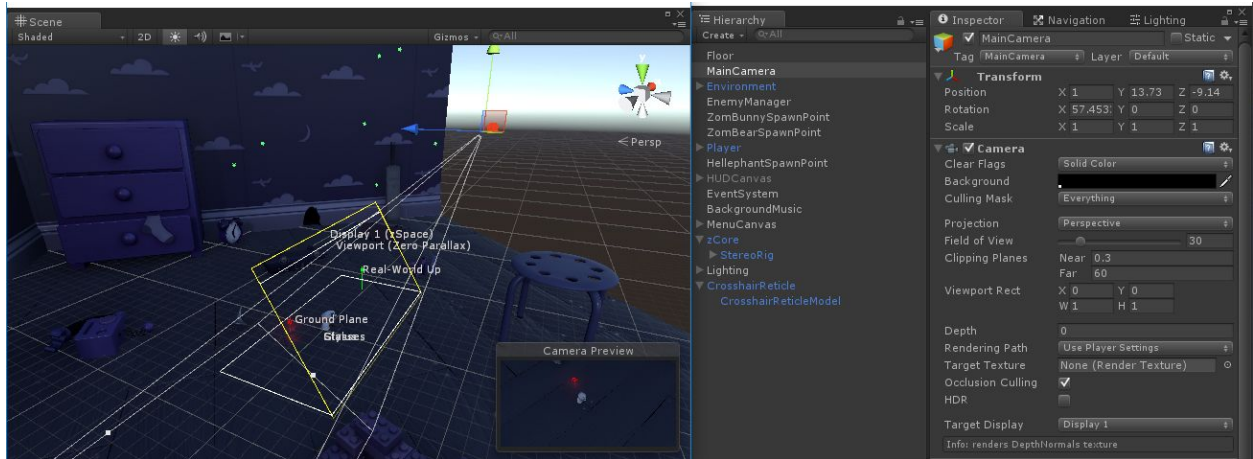 Scene
Shaded 2D Gizmos All
Persp
Display 1 (zSpace)
Viewport (Zero Parallax)
Real-World Up
Ground Plane
Camera Preview
Hierarchy
Create All
Floor
MainCamera
Environment
EnemyManager
ZomBunnySpawnPoint
ZomBearSpawnPoint
Player
HellephantSpawnPoint
HUDCanvas
EventSystem
BackgroundMusic
MenuCanvas
zCore
StereoRig
Lighting
CrosshairReticle
CrosshairReticleModel
Inspector Navigation Lighting
MainCamera Static
Tag MainCamera Layer Default
Transform
Position X 1 Y 13.73 Z -9.14
Rotation X 57.453 Y 0 Z 0
Scale X 1 Y 1 Z 1
Camera
Clear Flags Solid Color
Background
Culling Mask Everything
Projection Perspective
Field of View 30
Clipping Planes Near 0.3
Far 60
Viewport Rect X 0 Y 0
W 1 H 1
Depth 0
Rendering Path Use Player Settings
Target Texture None (Render Texture)
Occlusion Culling
HDR
Target Display Display 1
Info: renders DepthNormals texture